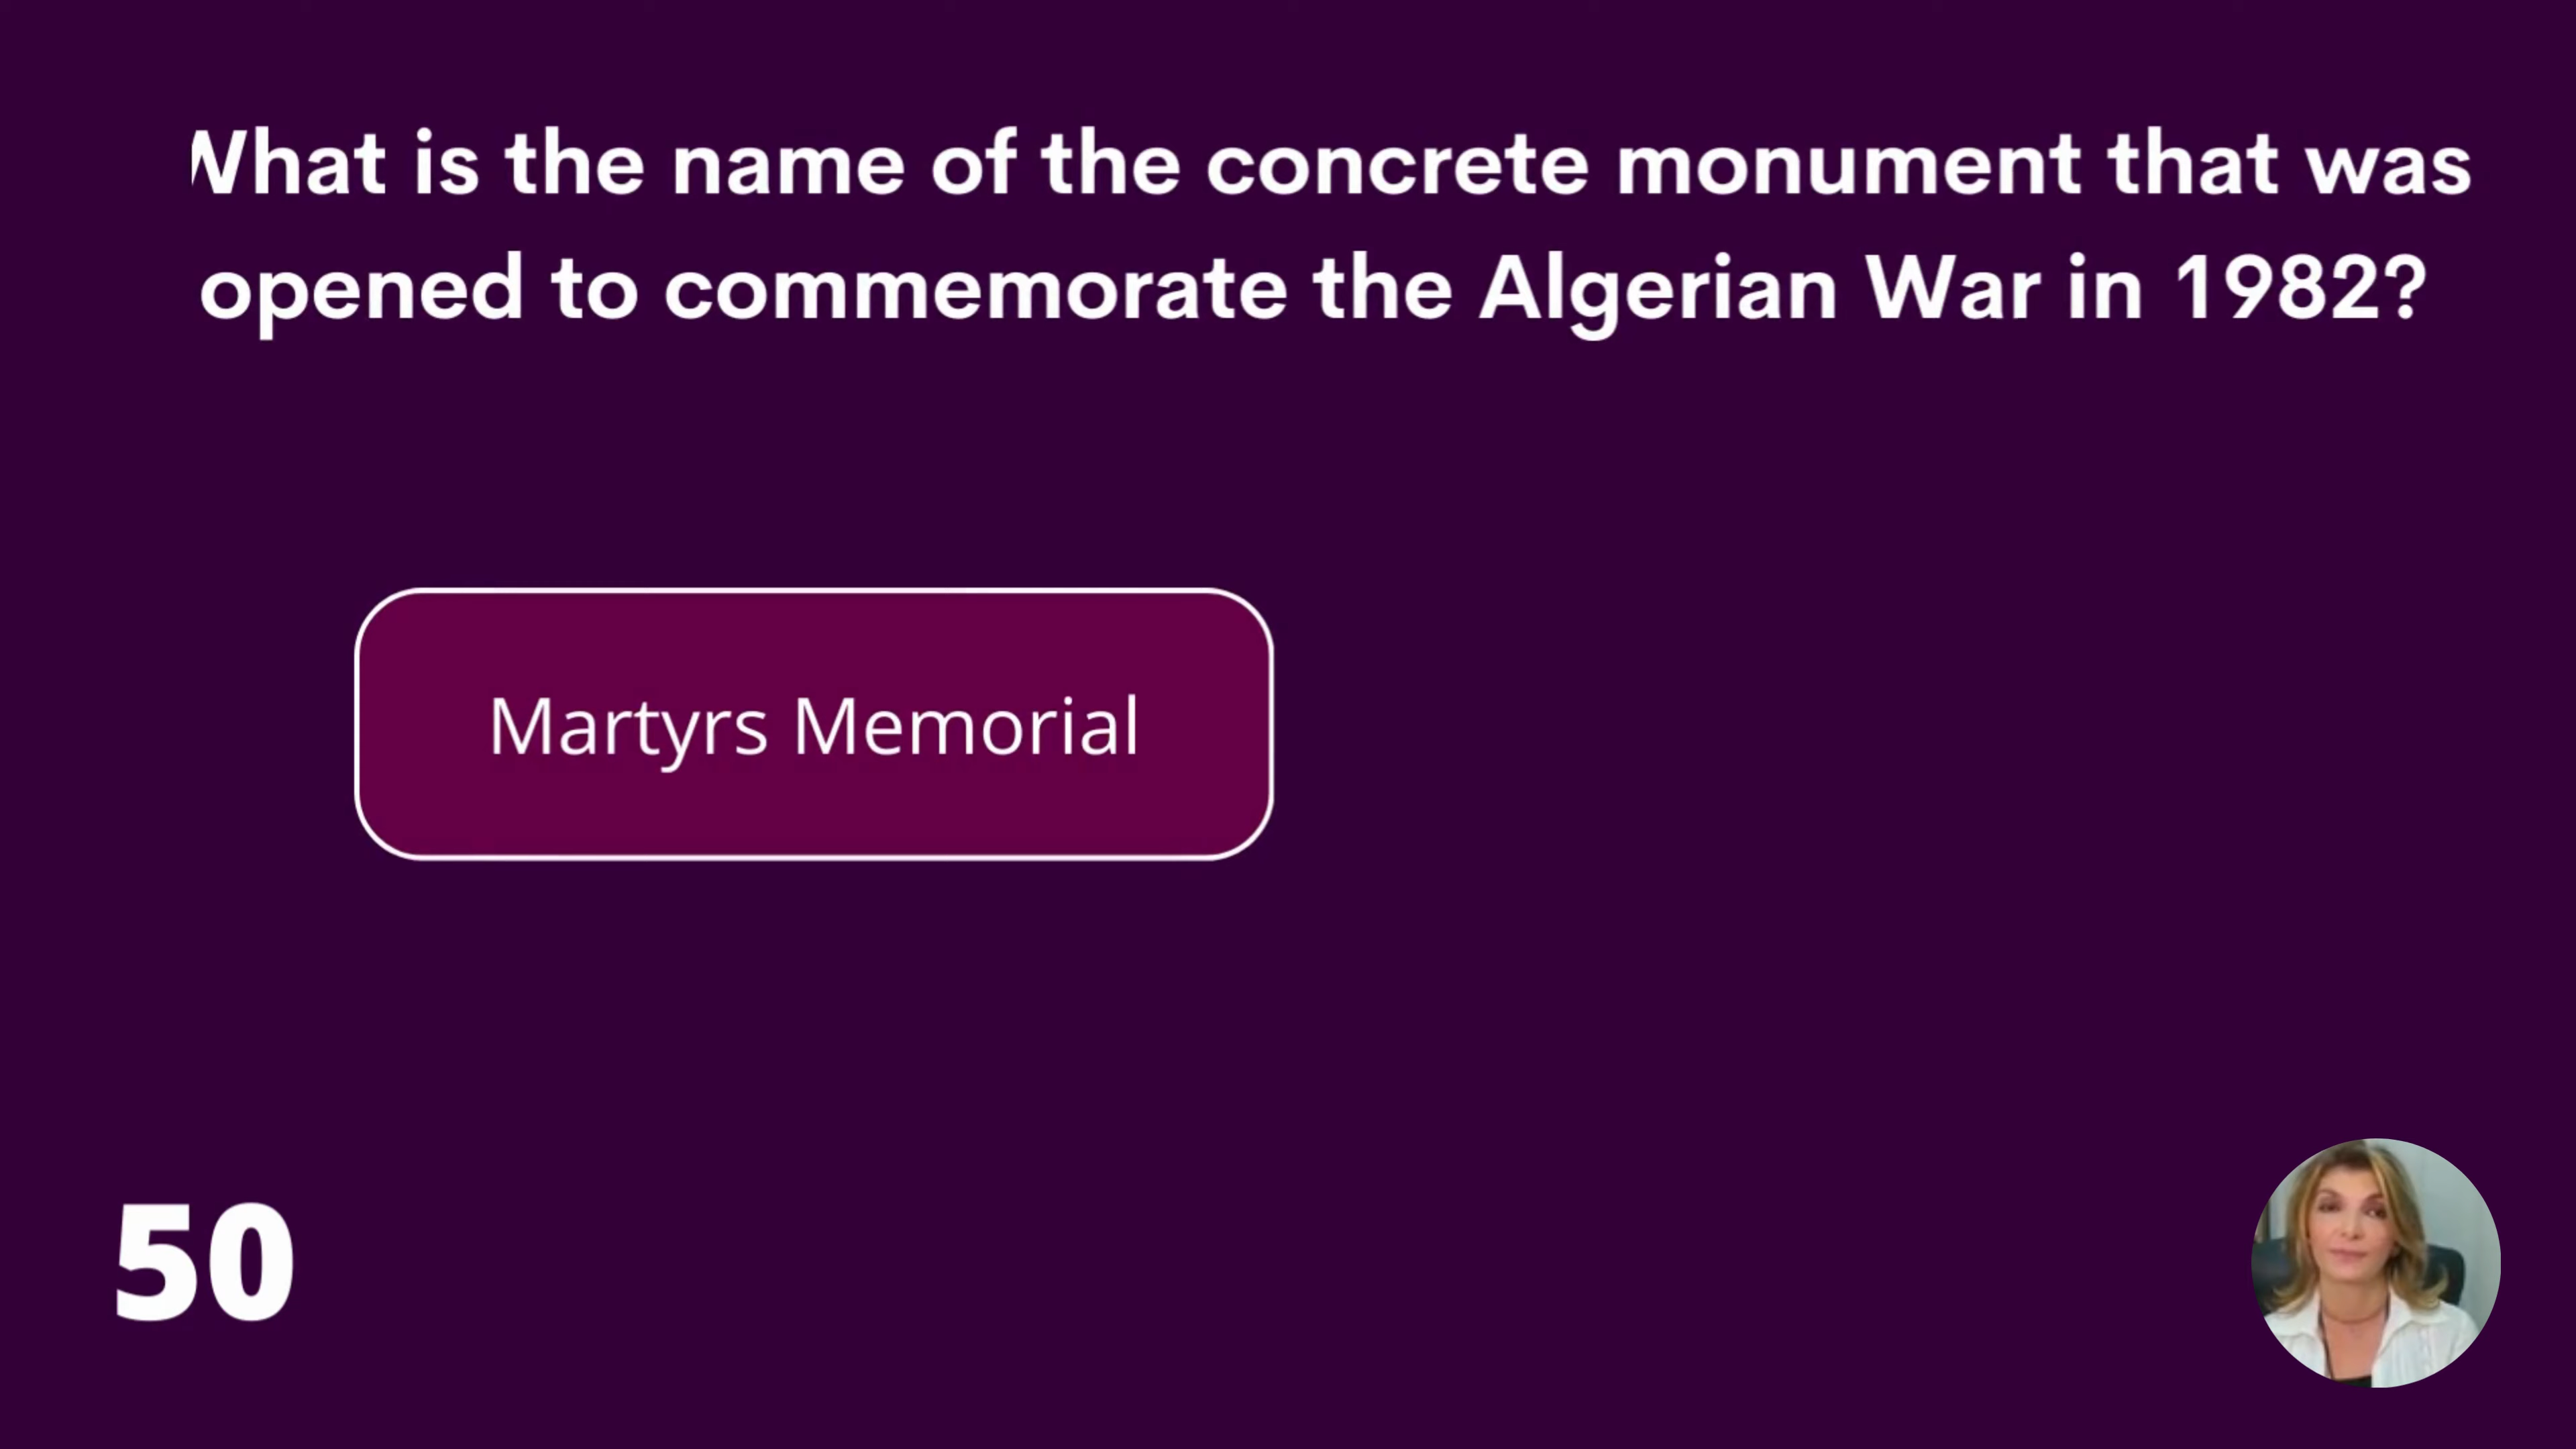 What is the name of the concrete monument that was
opened to commemorate the Algerian War in 1982?
Martyrs Memorial
50